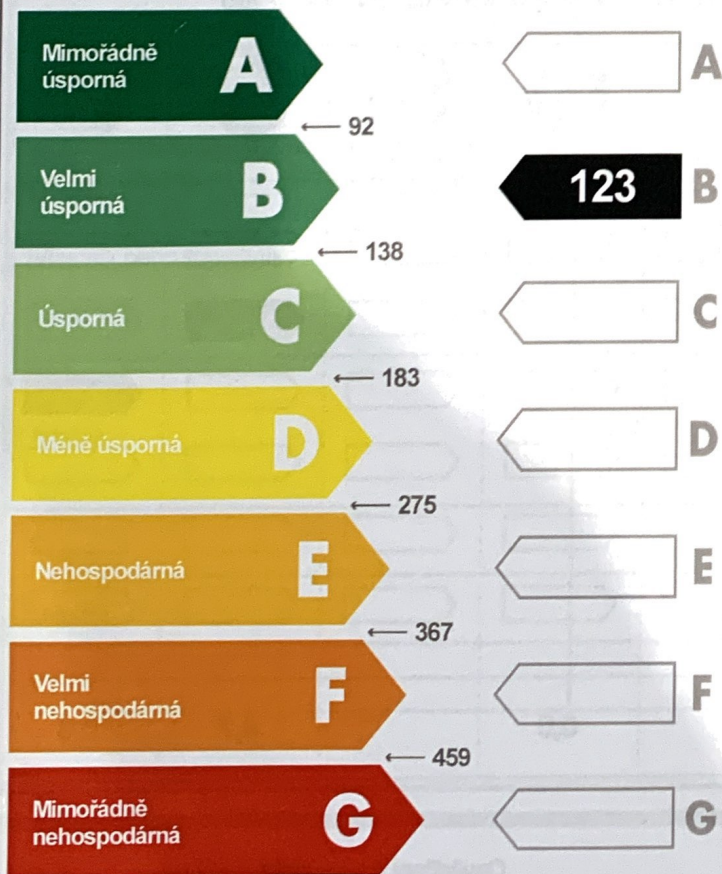 Mimořádně
úsporná
A
A
← 92
Velmi
úsporná
B
123
B
← 138
Úsporná
C
C
← 183
Méně úsporná
D
D
← 275
Nehospodárná
E
E
← 367
Velmi
nehospodárná
F
F
← 459
Mimořádně
nehospodárná
G
G